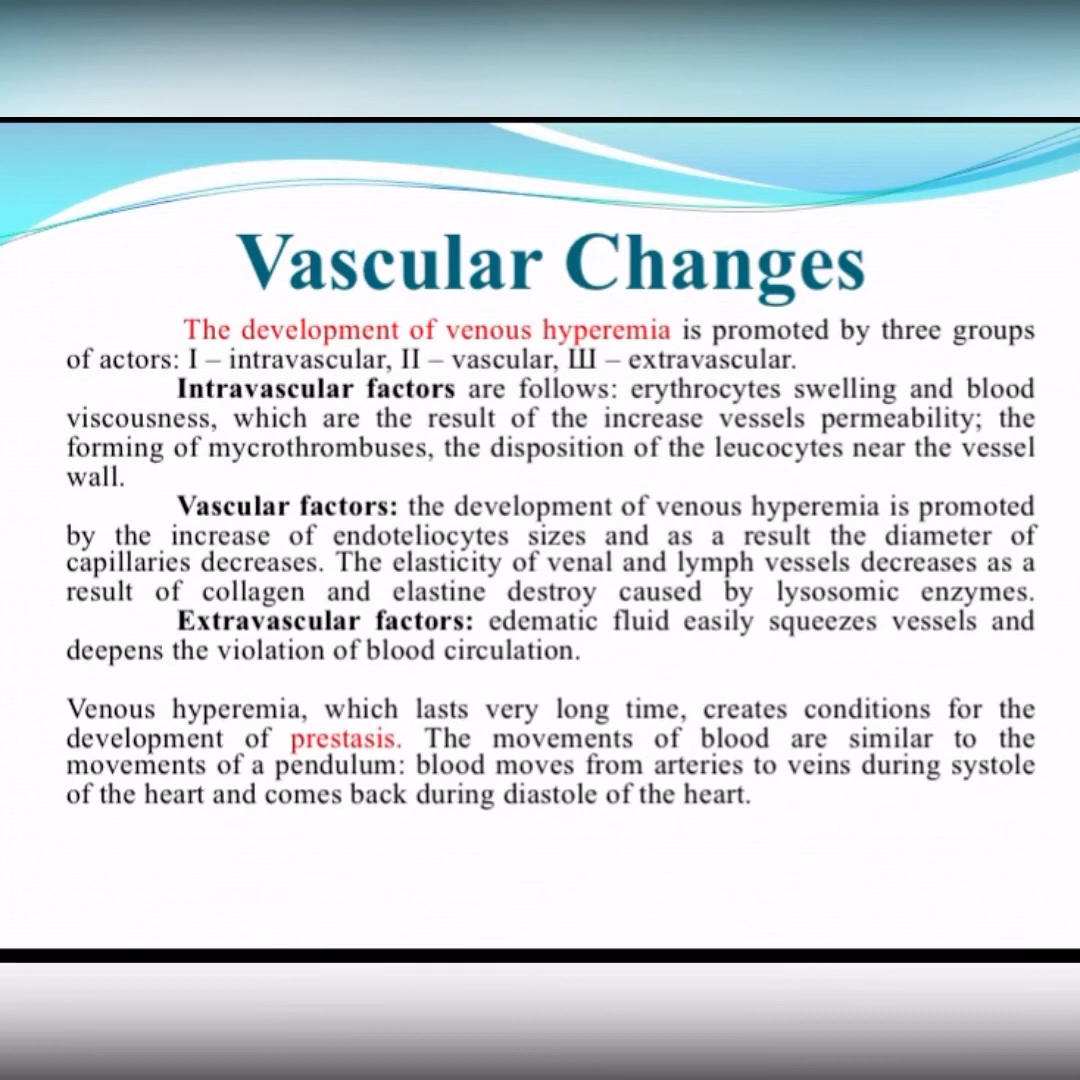 Vascular Changes
The development of venous hyperemia is promoted by three groups
of actors: I – intravascular, II – vascular, Ш – extravascular.
Intravascular factors are follows: erythrocytes swelling and blood
viscousness, which are the result of the increase vessels permeability; the
forming of mycrothrombuses, the disposition of the leucocytes near the vessel
wall.
Vascular factors: the development of venous hyperemia is promoted
by the increase of endoteliocytes sizes and as a result the diameter of
capillaries decreases. The elasticity of venal and lymph vessels decreases as a
result of collagen and elastine destroy caused by lysosomic enzymes.
Extravascular factors: edematic fluid easily squeezes vessels and
deepens the violation of blood circulation.
Venous hyperemia, which lasts very long time, creates conditions for the
development of prestasis. The movements of blood are similar to the
movements of a pendulum: blood moves from arteries to veins during systole
of the heart and comes back during diastole of the heart.